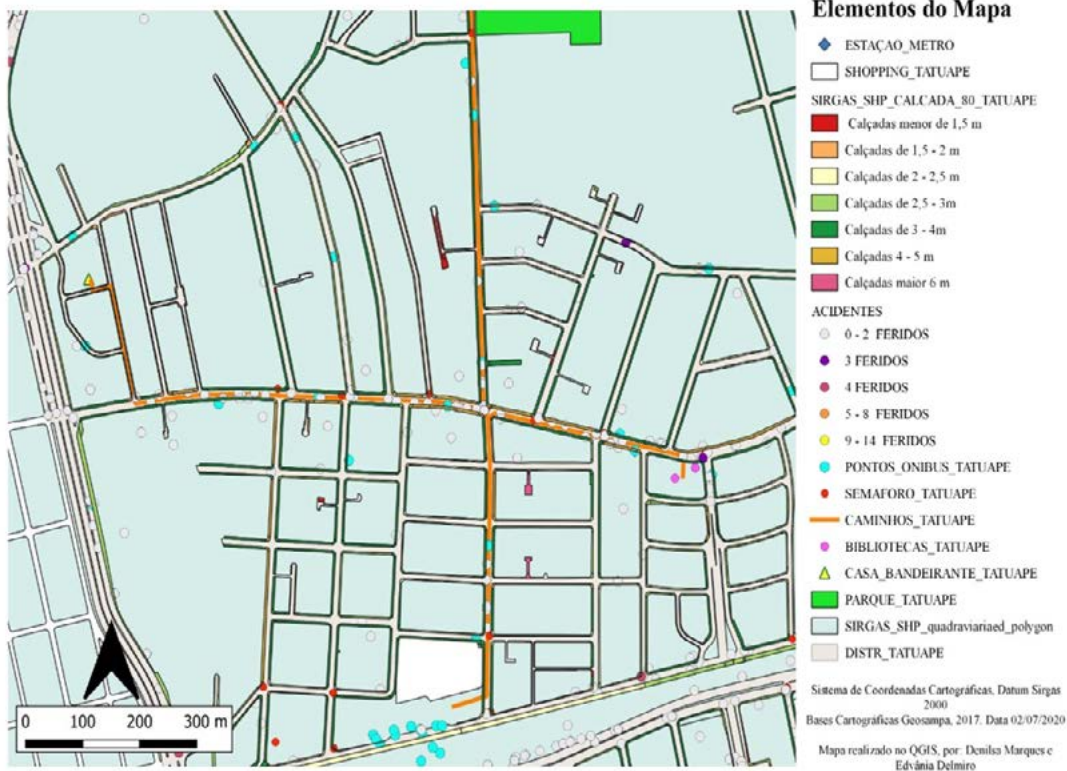 Elementos do Mapa
ESTAÇAO_METRO
SHOPPING_TATUAPE
SIRGAS_SHP_CALCADA_80_TATUAPE
Calçadas menor de 1,5 m
Calçadas de 1,5 - 2 m
Calçadas de 2 - 2,5 m
Calçadas de 2,5 - 3m
Calçadas de 3 - 4m
Calçadas 4 - 5 m
Calçadas maior 6 m
ACIDENTES
0 - 2 FERIDOS
3 FERIDOS
4 FERIDOS
5 - 8 FERIDOS
9 - 14 FERIDOS
PONTOS_ONIBUS_TATUAPE
SEMAFORO_TATUAPE
CAMINHOS_TATUAPE
BIBLIOTECAS_TATUAPE
CASA_BANDEIRANTE_TATUAPE
PARQUE_TATUAPE
SIRGAS_SHP_quadraviariaed_polygon
DISTR_TATUAPE
Sistema de Coordenadas Cartográficas, Datum Sirgas
2000
Bases Cartográficas Geosampa, 2017. Data 02/07/2020
Mapa realizado no QGIS, por: Denilsa Marques e
Edvânia Delmiro
0 100 200 300 m